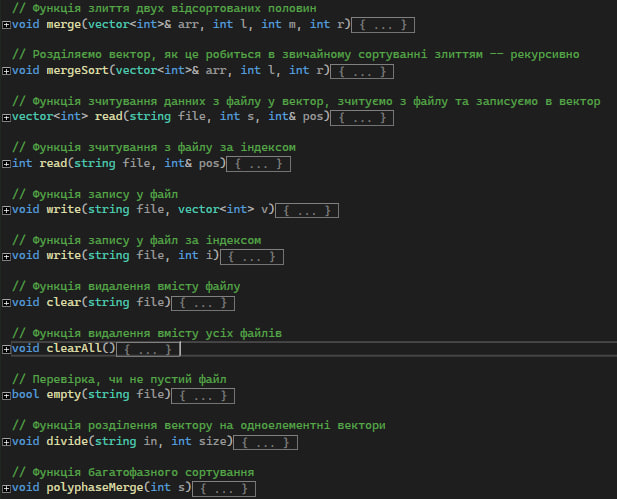 // Функція злиття двух відсортованих половин
void merge(vector<int>& arr, int l, int m, int r){ ... }
// Розділяємо вектор, як це робиться в звичайному сортуванні злиттям -- рекурсивно
void mergeSort(vector<int>& arr, int l, int r){ ... }
// Функція зчитування данних з файлу у вектор, зчитуємо з файлу та записуємо в вектор
vector<int> read(string file, int s, int& pos){ ... }
// Функція зчитування з файлу за індексом
int read(string file, int& pos){ ... }
// Функція запису у файл
void write(string file, vector<int> v){ ... }
// Функція запису у файл за індексом
void write(string file, int i){ ... }
// Функція видалення вмісту файлу
void clear(string file){ ... }
// Функція видалення вмісту усіх файлів
void clearAll(){ ... }
// Перевірка, чи не пустий файл
bool empty(string file){ ... }
// Функція розділення вектору на одноелементні вектори
void divide(string in, int size){ ... }
// Функція багатофазного сортування
void polyphaseMerge(int s){ ... }